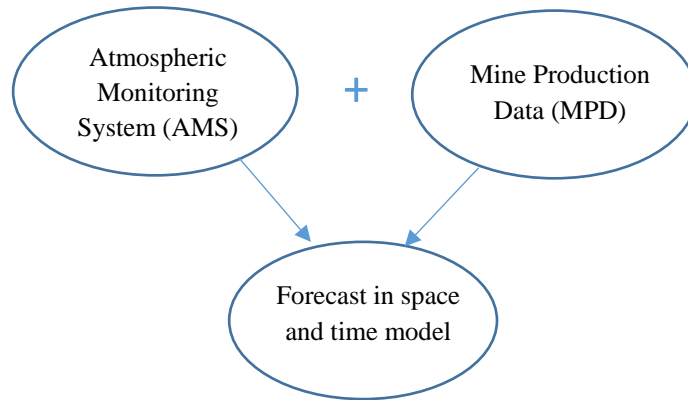 Atmospheric
Monitoring
System (AMS)
+
Mine Production
Data (MPD)
Forecast in space
and time model